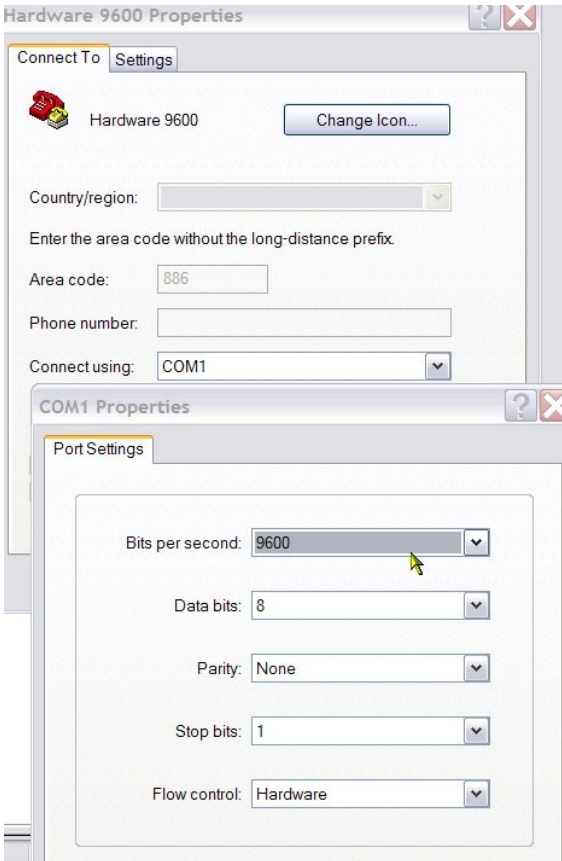 Hardware 9600 Properties
Connect To Settings
Hardware 9600 Change Icon...
Country/region:
Enter the area code without the long-distance prefix.
Area code: 886
Phone number:
Connect using: COM1
COM1 Properties
Port Settings
Bits per second: 9600
Data bits: 8
Parity: None
Stop bits: 1
Flow control: Hardware